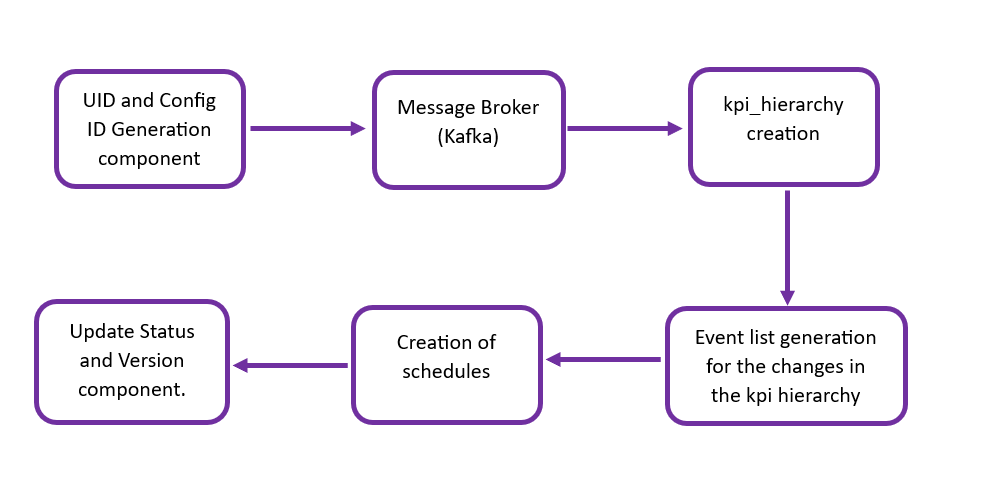 UID and Config
ID Generation
component
Message Broker
(Kafka)
kpi_hierarchy
creation
Update Status
and Version
component.
Creation of
schedules
Event list generation
for the changes in
the kpi hierarchy